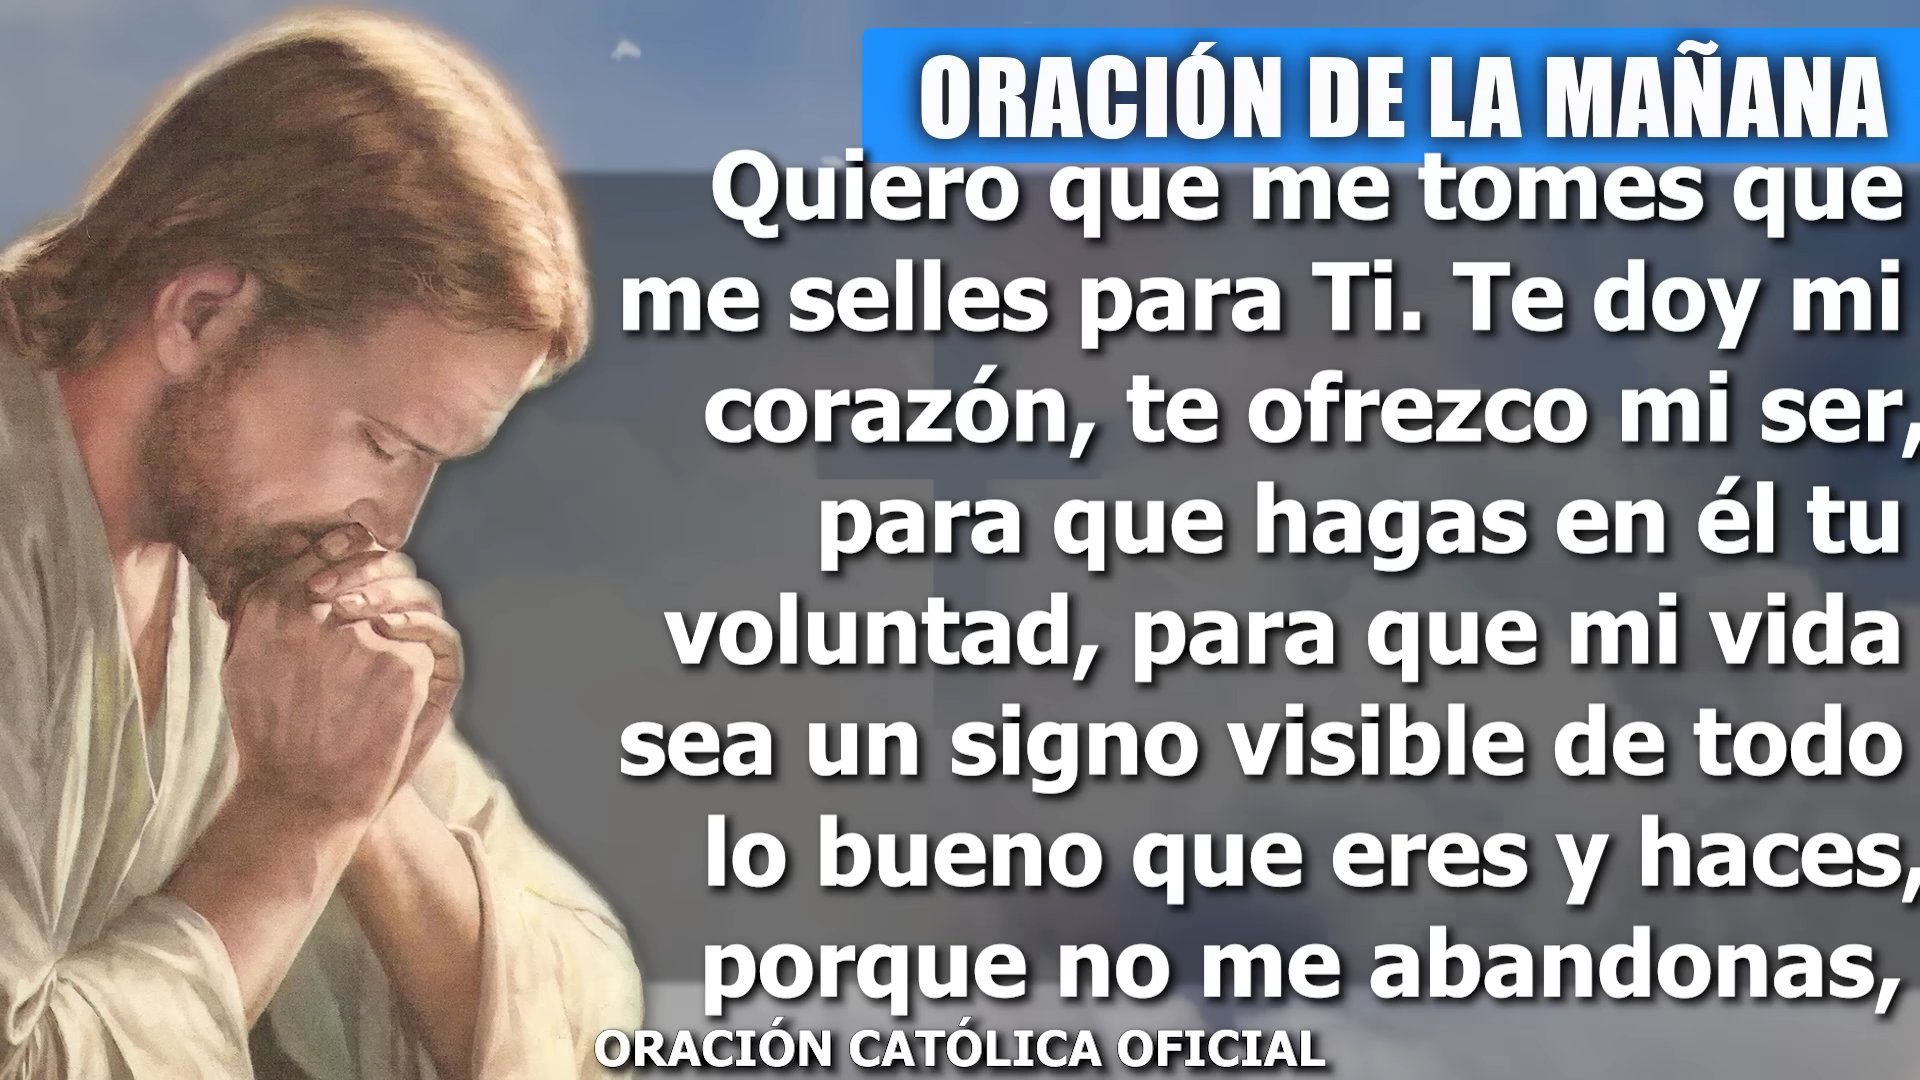 ORACIÓN DE LA MAÑANA
Quiero que me tomes que
me selles para Ti. Te doy mi
corazón, te ofrezco mi ser,
para que hagas en él tu
voluntad, para que mi vida
sea un signo visible de todo
lo bueno que eres y haces,
porque no me abandonas,
ORACIÓN CATÓLICA OFICIAL